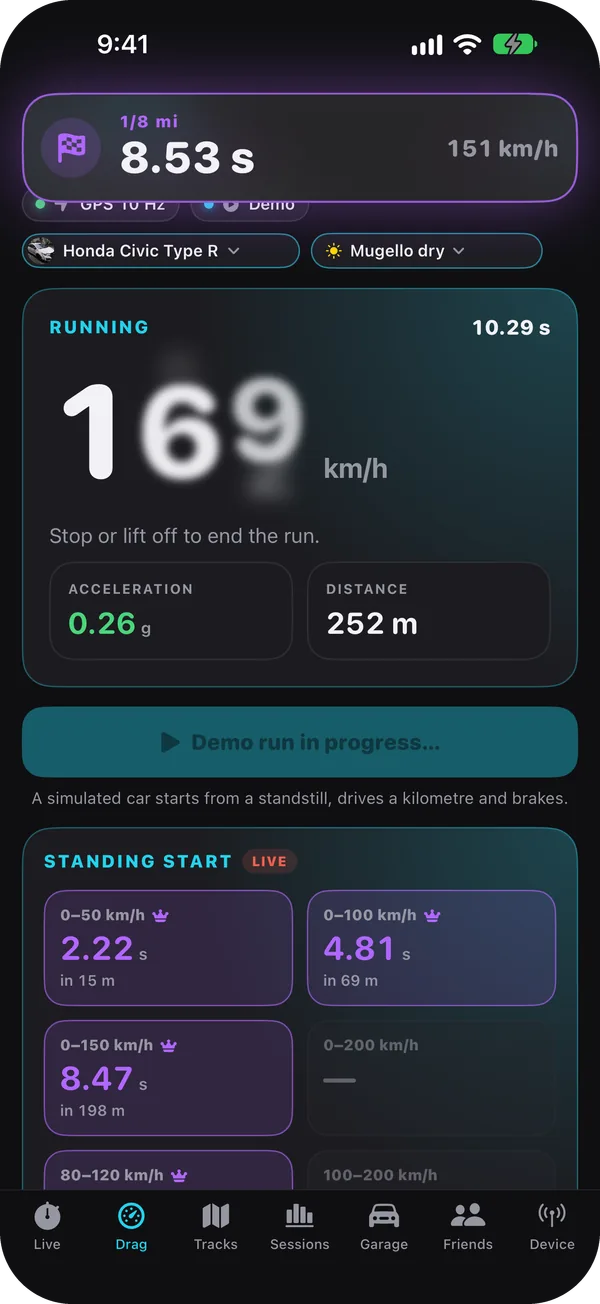 9:41
1/8 mi
8.53 s
151 km/h
GPS 10 Hz
Demo
Honda Civic Type R
Mugello dry
RUNNING
10.29 s
169 km/h
Stop or lift off to end the run.
ACCELERATION
0.26 g
DISTANCE
252 m
Demo run in progress...
A simulated car starts from a standstill, drives a kilometre and brakes.
STANDING START LIVE
0–50 km/h
2.22 s
in 15 m
0–100 km/h
4.81 s
in 69 m
0–150 km/h
8.47 s
in 198 m
0–200 km/h
—
80–120 km/h
100–200 km/h
Live
Drag
Tracks
Sessions
Garage
Friends
Device